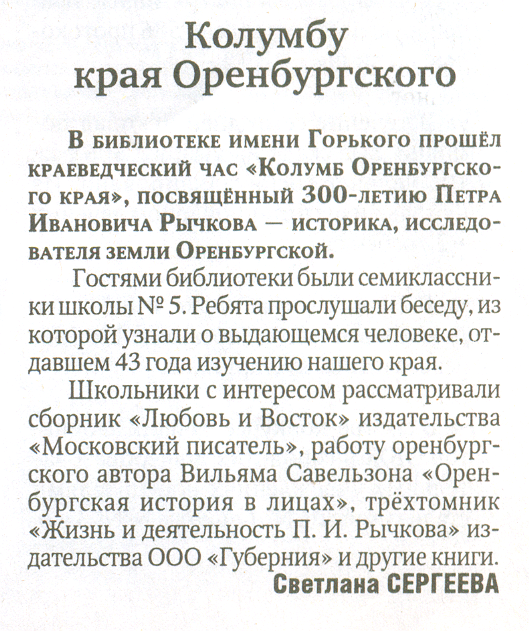 Колумбу
края Оренбургского
В библиотеке имени Горького прошёл
краеведческий час «Колумб Оренбургско-
го края», посвящённый 300-летию Петра
Ивановича Рычкова — историка, исследо-
вателя земли Оренбургской.
Гостями библиотеки были семиклассни-
ки школы № 5. Ребята прослушали беседу, из
которой узнали о выдающемся человеке, от-
давшем 43 года изучению нашего края.
Школьники с интересом рассматривали
сборник «Любовь и Восток» издательства
«Московский писатель», работу оренбург-
ского автора Вильяма Савельзона «Орен-
бургская история в лицах», трёхтомник
«Жизнь и деятельность П. И. Рычкова» из-
дательства ООО «Губерния» и другие книги.
Светлана СЕРГЕЕВА